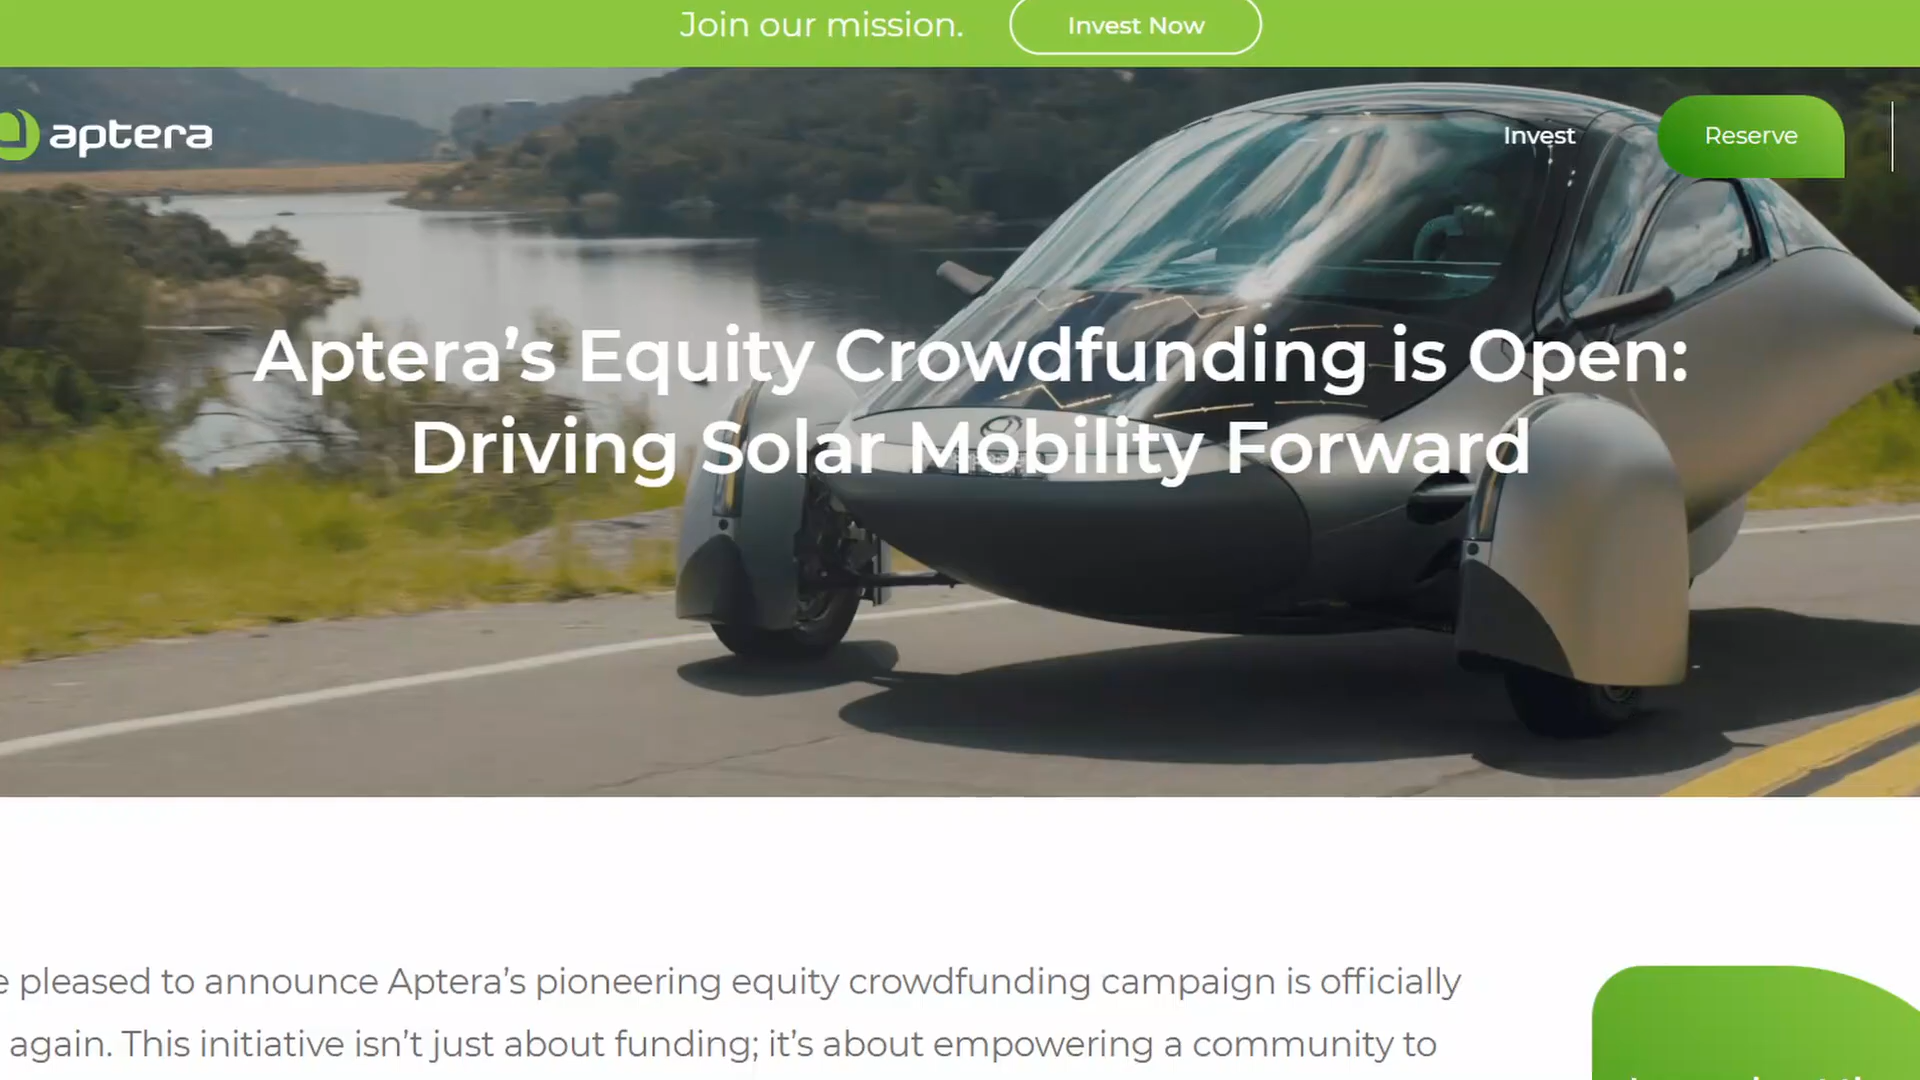 Join our mission.
Invest Now
aptera
Invest
Reserve
Aptera’s Equity Crowdfunding is Open:
Driving Solar Mobility Forward
pleased to announce Aptera’s pioneering equity crowdfunding campaign is officially
again. This initiative isn’t just about funding; it’s about empowering a community to